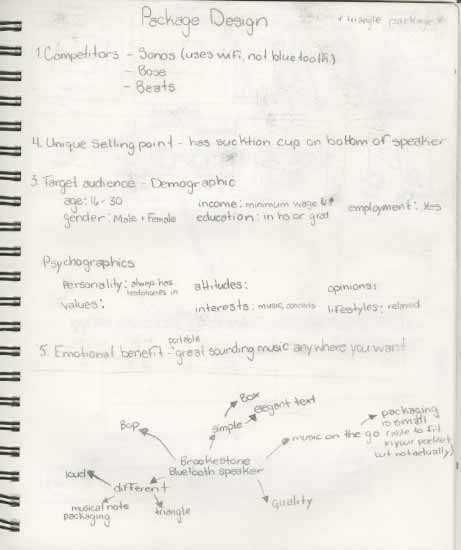 Package Design
triangle package
1. Competitors - Sonos (uses wifi, not bluetooth)
- Bose
- Beats
4. Unique Selling point - has sucktion cup on bottom of speaker
3. Target audience - Demographic
age: 16 - 30 income: minimum wage employment: yes
gender: Male + Female education: in hs or grad
Psychographics
Personality: always has headphones in attitudes: opinions:
values: interests: music, concerts lifestyles: relaxed
portable
5. Emotional benefit - great sounding music anywhere you want
Box
elegant text
simple
Bop
packaging is small (able to fit in your pocket but not actually)
music on the go
Brookestone
Bluetooth speaker
loud
different
Quality
musical note packaging
triangle